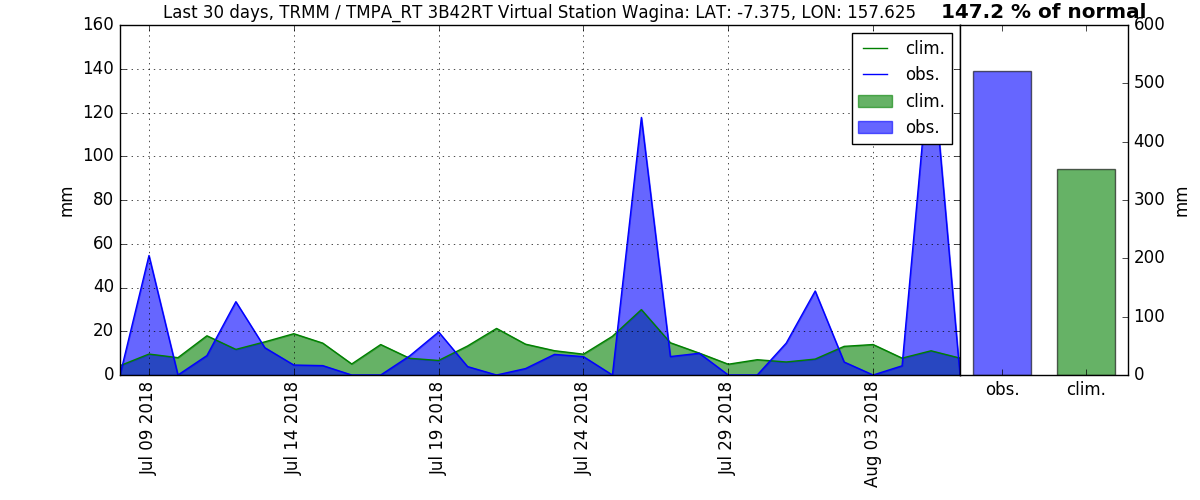 Last 30 days, TRMM / TMPA_RT 3B42RT Virtual Station Wagina: LAT: -7.375, LON: 157.625
147.2 % of normal
160
140
120
100
80
60
40
20
0
mm
clim.
obs.
clim.
obs.
600
500
400
300
200
100
0
mm
Jul 09 2018
Jul 14 2018
Jul 19 2018
Jul 24 2018
Jul 29 2018
Aug 03 2018
obs.
clim.